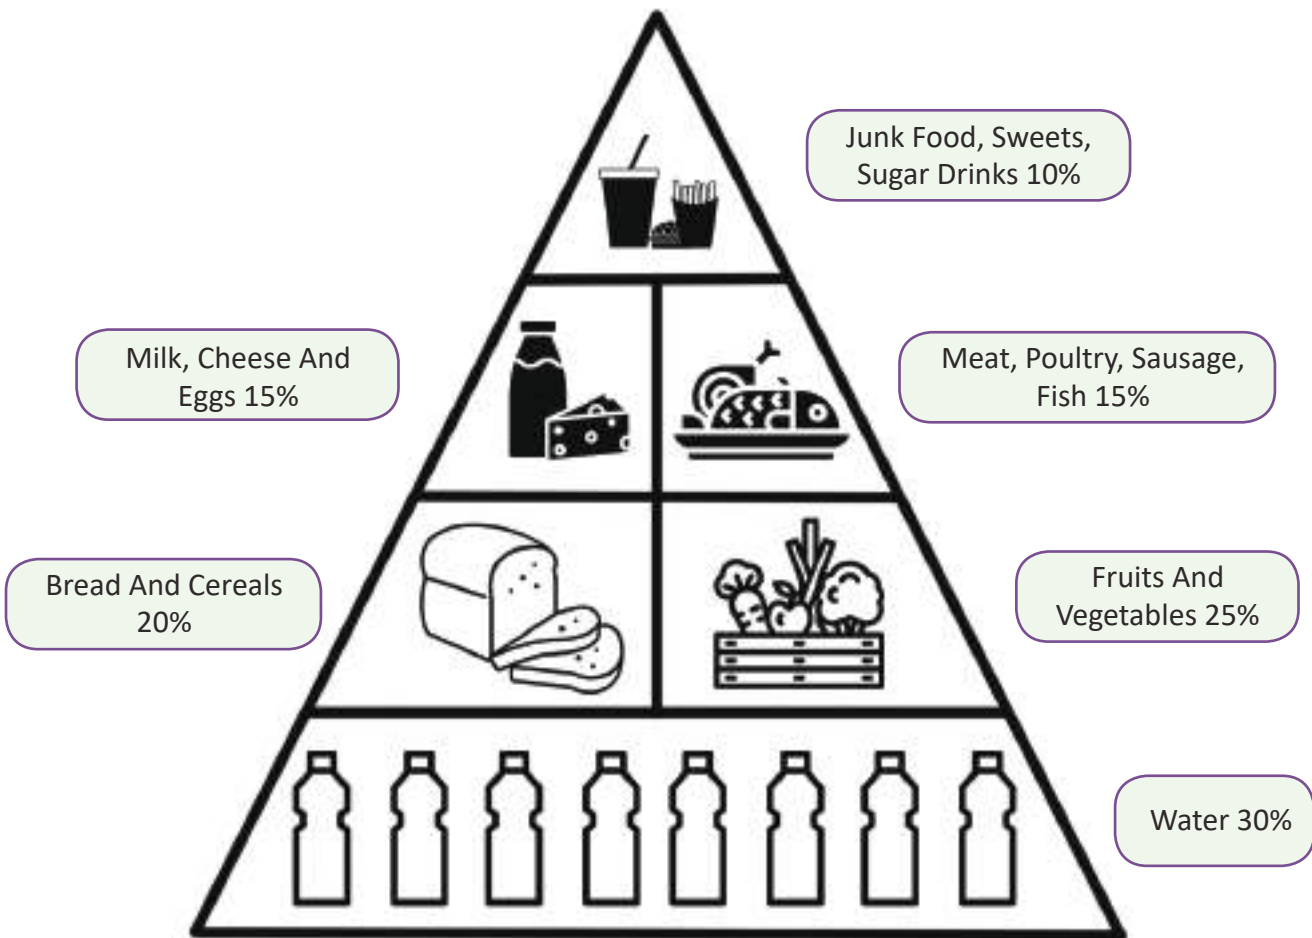 Junk Food, Sweets,
Sugar Drinks 10%
Milk, Cheese And
Eggs 15%
Meat, Poultry, Sausage,
Fish 15%
Bread And Cereals
20%
Fruits And
Vegetables 25%
Water 30%